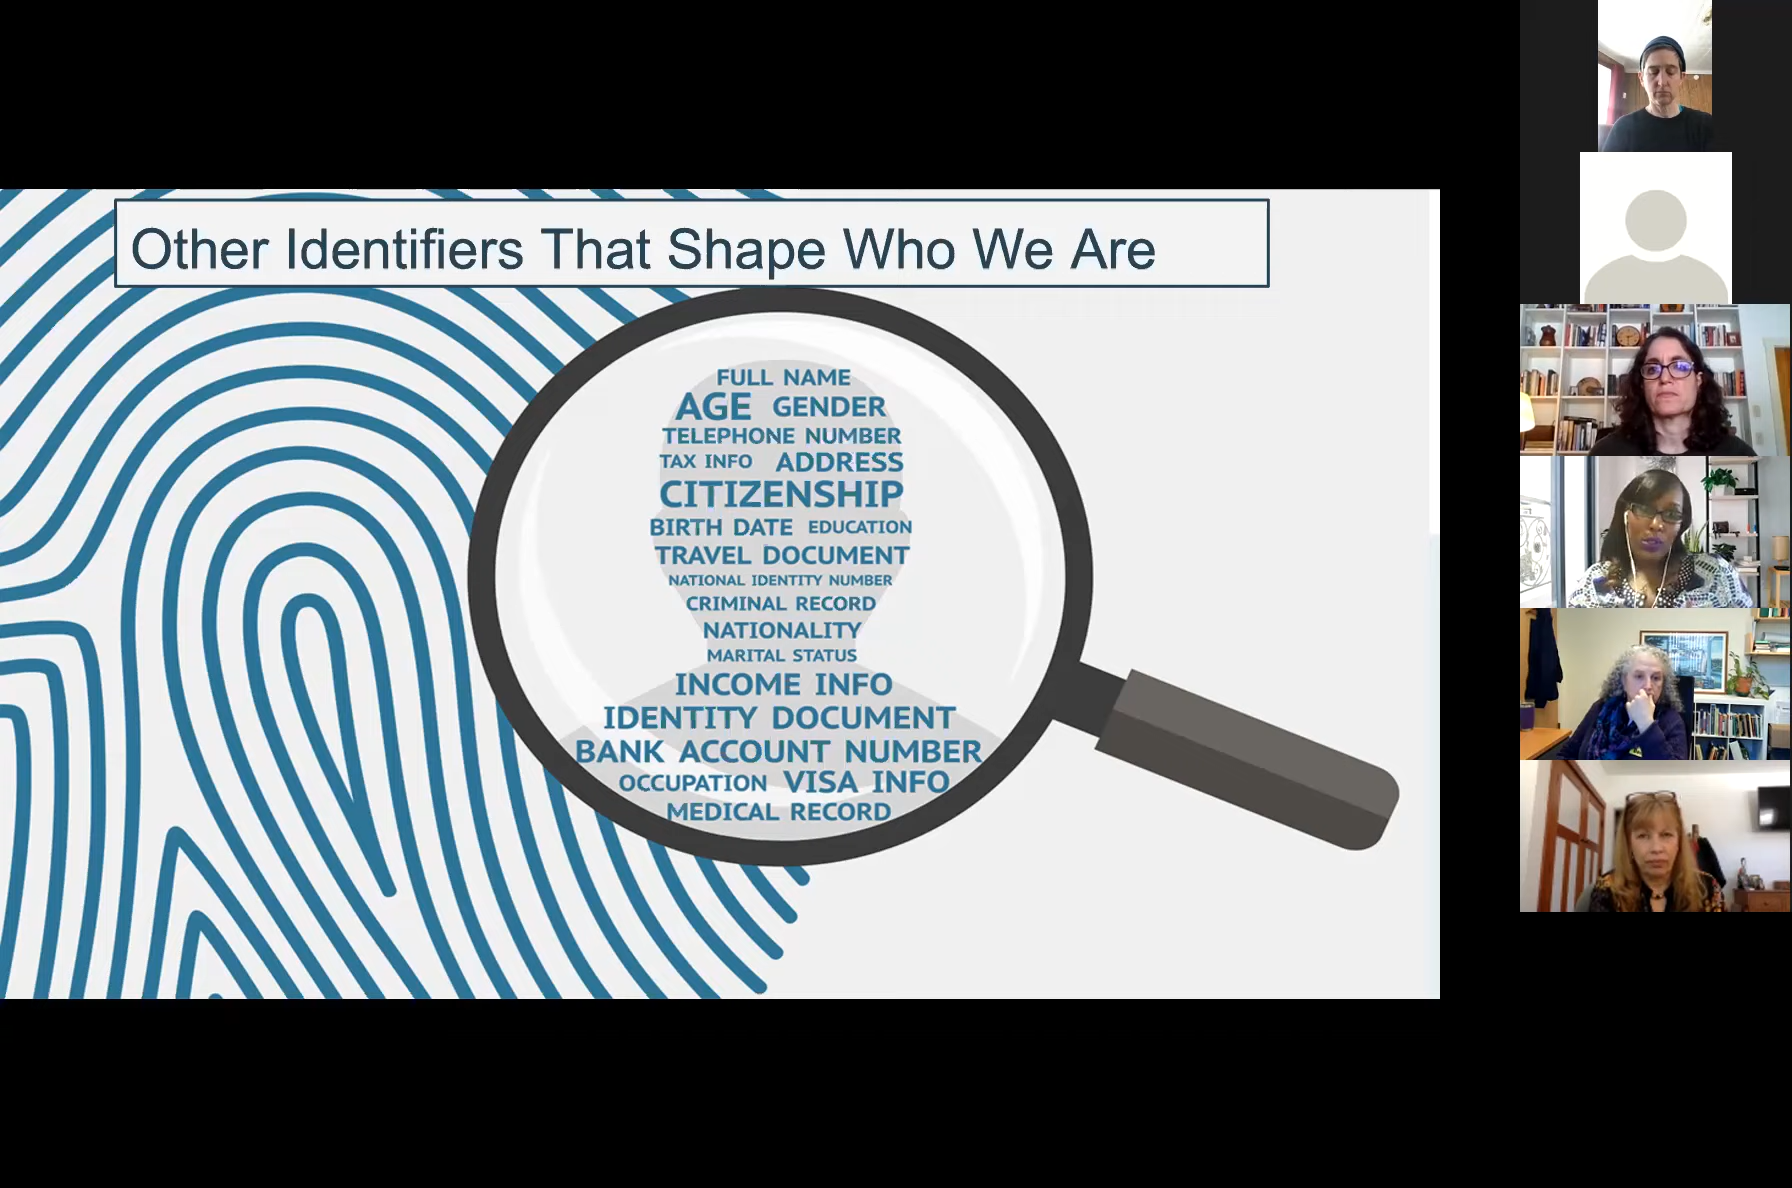 Other Identifiers That Shape Who We Are
FULL NAME
AGE GENDER
TELEPHONE NUMBER
TAX INFO ADDRESS
CITIZENSHIP
BIRTH DATE EDUCATION
TRAVEL DOCUMENT
NATIONAL IDENTITY NUMBER
CRIMINAL RECORD
NATIONALITY
MARITAL STATUS
INCOME INFO
IDENTITY DOCUMENT
BANK ACCOUNT NUMBER
OCCUPATION VISA INFO
MEDICAL RECORD